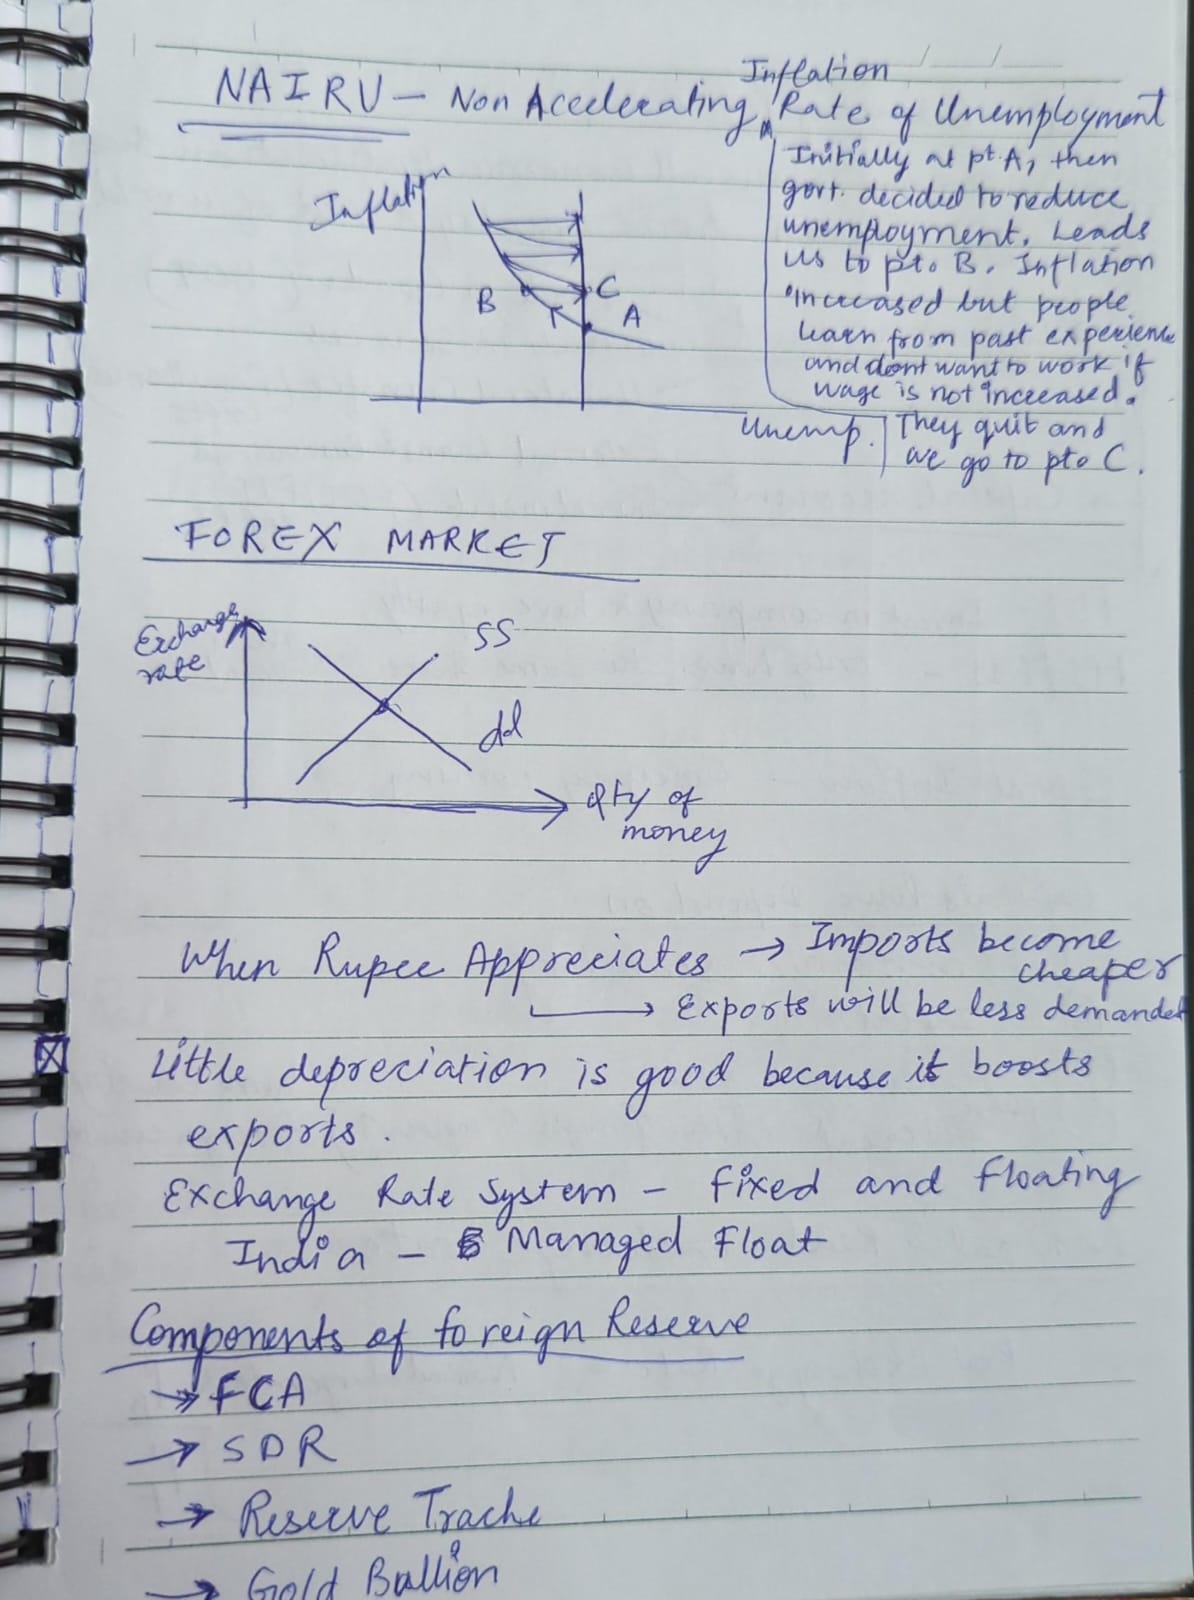 Inflation
NAIRU - Non Accelerating Rate of Unemployment
Initially at pt. A, then
govt. decided to reduce
unemployment. Leads
us to pt. B. Inflation
increased but people
learn from past experience
and dont want to work if
wage is not increased.
They quit and
we go to pt. C.
Inflation
B
C
A
Unemp.
FOREX MARKET
Exchange
rate
SS
dd
Qty of
money
When Rupee Appreciates → Imports become
cheaper
→ Exports will be less demanded
Little depreciation is good because it boosts
exports.
Exchange Rate System - Fixed and Floating
India - Managed Float
Components of foreign Reserve
→ FCA
→ SDR
→ Reserve Trache
→ Gold Bullion